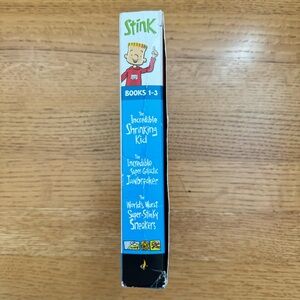 Stink
BOOKS 1-3
The
Incredible
Shrinking
Kid
The
Incredible
Super-Galactic
Jawbreaker
The
World's Worst
Super-Stinky
Sneakers